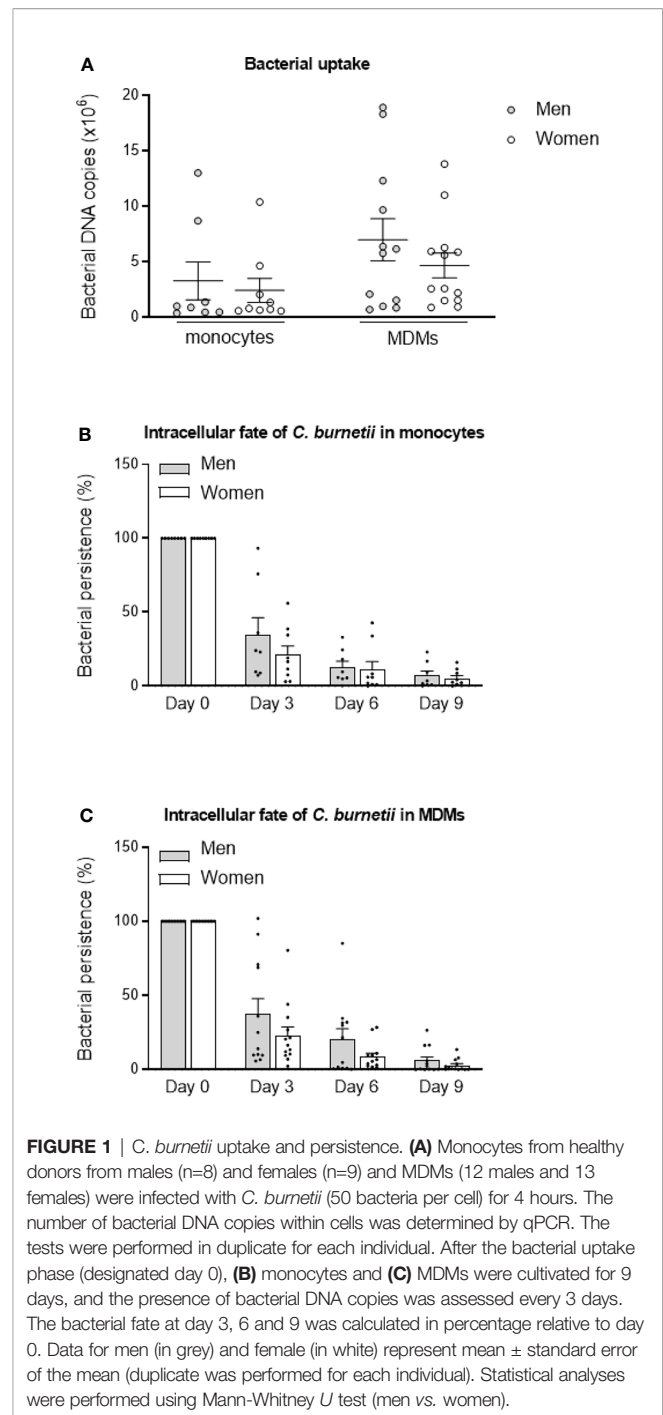 A
Bacterial uptake
Bacterial DNA copies (x10⁶)
20
15
10
5
0
Men
Women
monocytes
MDMs
B
Intracellular fate of C. burnetii in monocytes
Bacterial persistence (%)
150
100
50
0
Men
Women
Day 0 Day 3 Day 6 Day 9
C
Intracellular fate of C. burnetii in MDMs
Bacterial persistence (%)
150
100
50
0
Men
Women
Day 0 Day 3 Day 6 Day 9
FIGURE 1 | C. burnetii uptake and persistence. (A) Monocytes from healthy
donors from males (n=8) and females (n=9) and MDMs (12 males and 13
females) were infected with C. burnetii (50 bacteria per cell) for 4 hours. The
number of bacterial DNA copies within cells was determined by qPCR. The
tests were performed in duplicate for each individual. After the bacterial uptake
phase (designated day 0), (B) monocytes and (C) MDMs were cultivated for 9
days, and the presence of bacterial DNA copies was assessed every 3 days.
The bacterial fate at day 3, 6 and 9 was calculated in percentage relative to day
0. Data for men (in grey) and female (in white) represent mean ± standard error
of the mean (duplicate was performed for each individual). Statistical analyses
were performed using Mann-Whitney U test (men vs. women).